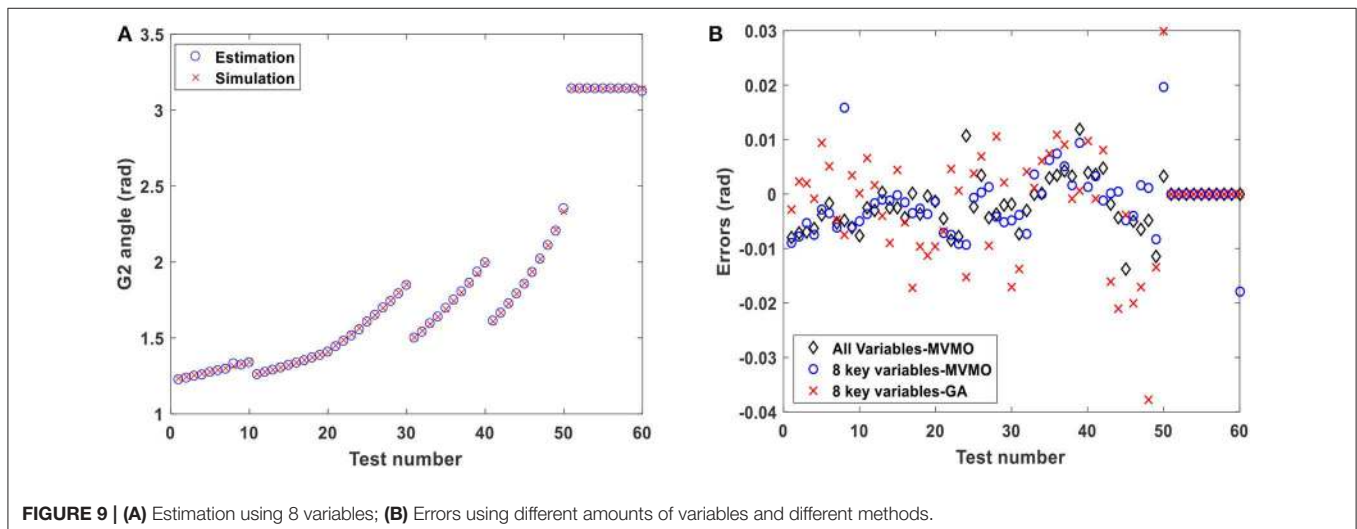 A
3.5
3
2.5
2
1.5
1
G2 angle (rad)
Estimation
Simulation
0 10 20 30 40 50 60
Test number
B
0.03
0.02
0.01
0
-0.01
-0.02
-0.03
-0.04
Errors (rad)
All Variables-MVMO
8 key variables-MVMO
8 key variables-GA
0 10 20 30 40 50 60
Test number
FIGURE 9 | (A) Estimation using 8 variables; (B) Errors using different amounts of variables and different methods.